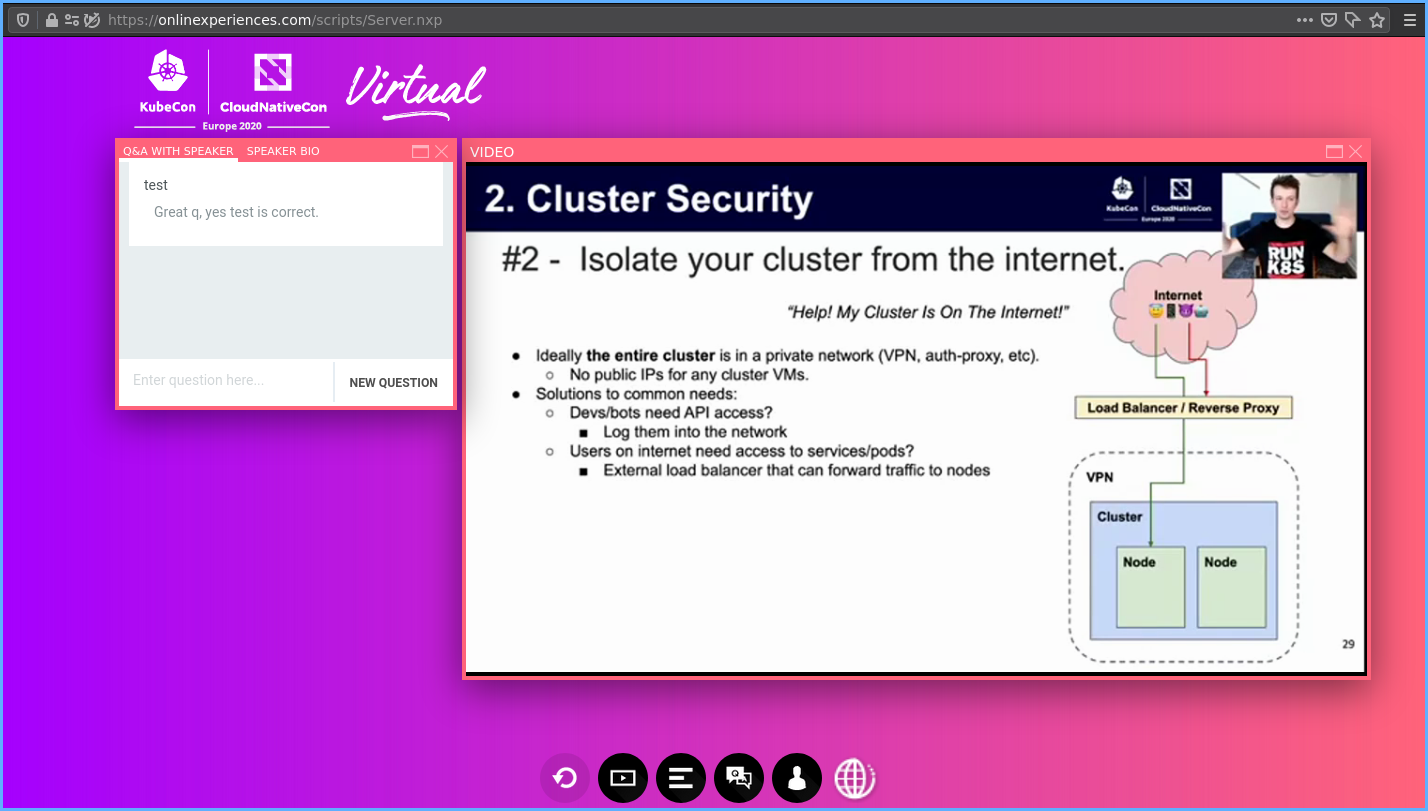 https://onlinexperiences.com/scripts/Server.nxp
KubeCon
CloudNativeCon
Europe 2020
Virtual
Q&A WITH SPEAKER
SPEAKER BIO
test
Great q, yes test is correct.
Enter question here...
NEW QUESTION
VIDEO
2. Cluster Security
KubeCon
CloudNativeCon
Europe 2020
RUN
K8S
#2 - Isolate your cluster from the internet.
“Help! My Cluster Is On The Internet!”
● Ideally the entire cluster is in a private network (VPN, auth-proxy, etc).
○ No public IPs for any cluster VMs.
● Solutions to common needs:
○ Devs/bots need API access?
■ Log them into the network
○ Users on internet need access to services/pods?
■ External load balancer that can forward traffic to nodes
Internet
Load Balancer / Reverse Proxy
VPN
Cluster
Node
Node
29